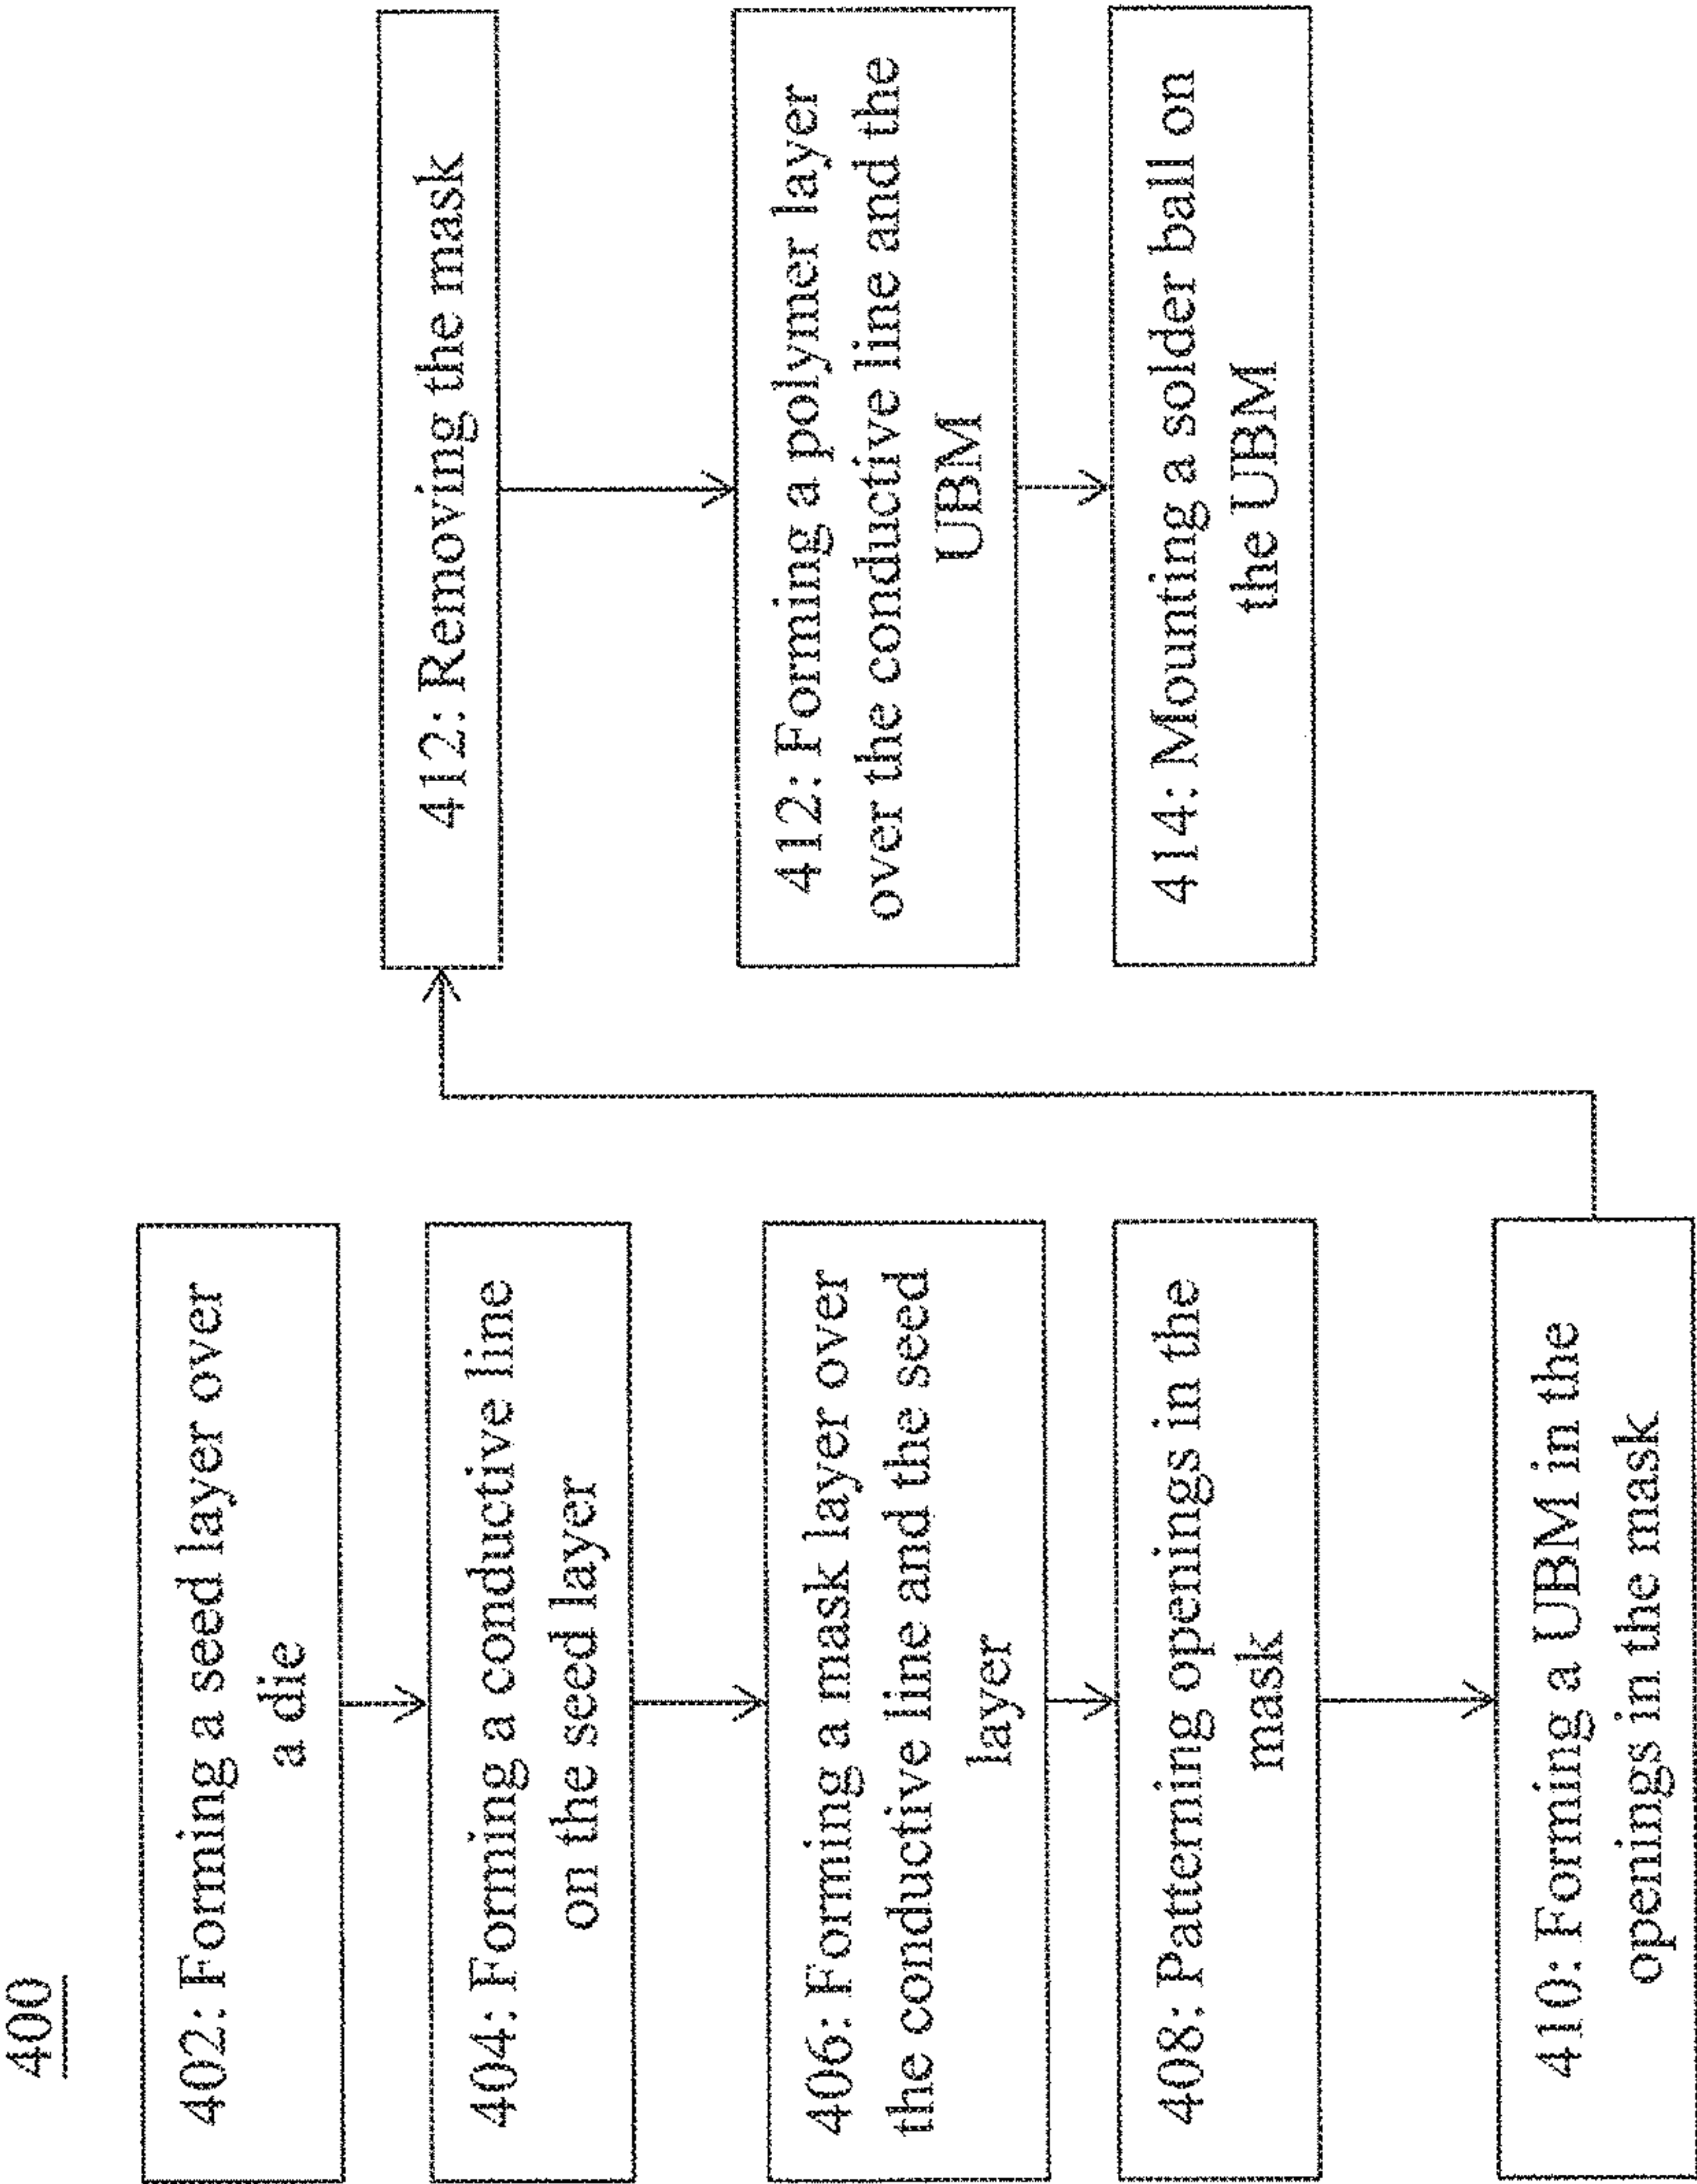 400
402: Forming a seed layer over
a die
404: Forming a conductive line
on the seed layer
406: Forming a mask layer over
the conductive line and the seed
layer
408: Patterning openings in the
mask
410: Forming a UBM in the
openings in the mask
412: Removing the mask
412: Forming a polymer layer
over the conductive line and the
UBM
414: Mounting a solder ball on
the UBM